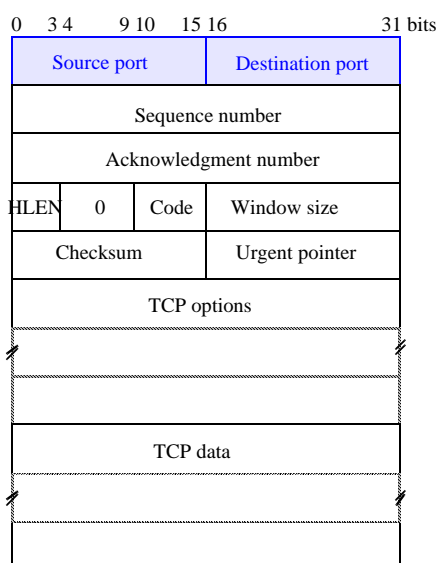 0 3 4 9 10 15 16 31 bits
Source port Destination port
Sequence number
Acknowledgment number
HLEN 0 Code Window size
Checksum Urgent pointer
TCP options
TCP data